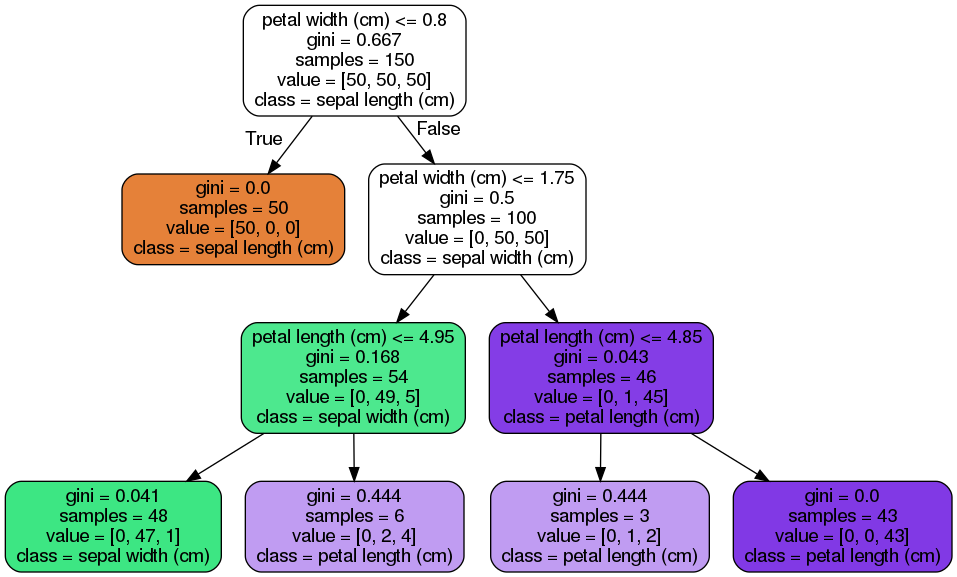 petal width (cm) <= 0.8
gini = 0.667
samples = 150
value = [50, 50, 50]
class = sepal length (cm)
True
False
gini = 0.0
samples = 50
value = [50, 0, 0]
class = sepal length (cm)
petal width (cm) <= 1.75
gini = 0.5
samples = 100
value = [0, 50, 50]
class = sepal width (cm)
petal length (cm) <= 4.95
gini = 0.168
samples = 54
value = [0, 49, 5]
class = sepal width (cm)
petal length (cm) <= 4.85
gini = 0.043
samples = 46
value = [0, 1, 45]
class = petal length (cm)
gini = 0.041
samples = 48
value = [0, 47, 1]
class = sepal width (cm)
gini = 0.444
samples = 6
value = [0, 2, 4]
class = petal length (cm)
gini = 0.444
samples = 3
value = [0, 1, 2]
class = petal length (cm)
gini = 0.0
samples = 43
value = [0, 0, 43]
class = petal length (cm)